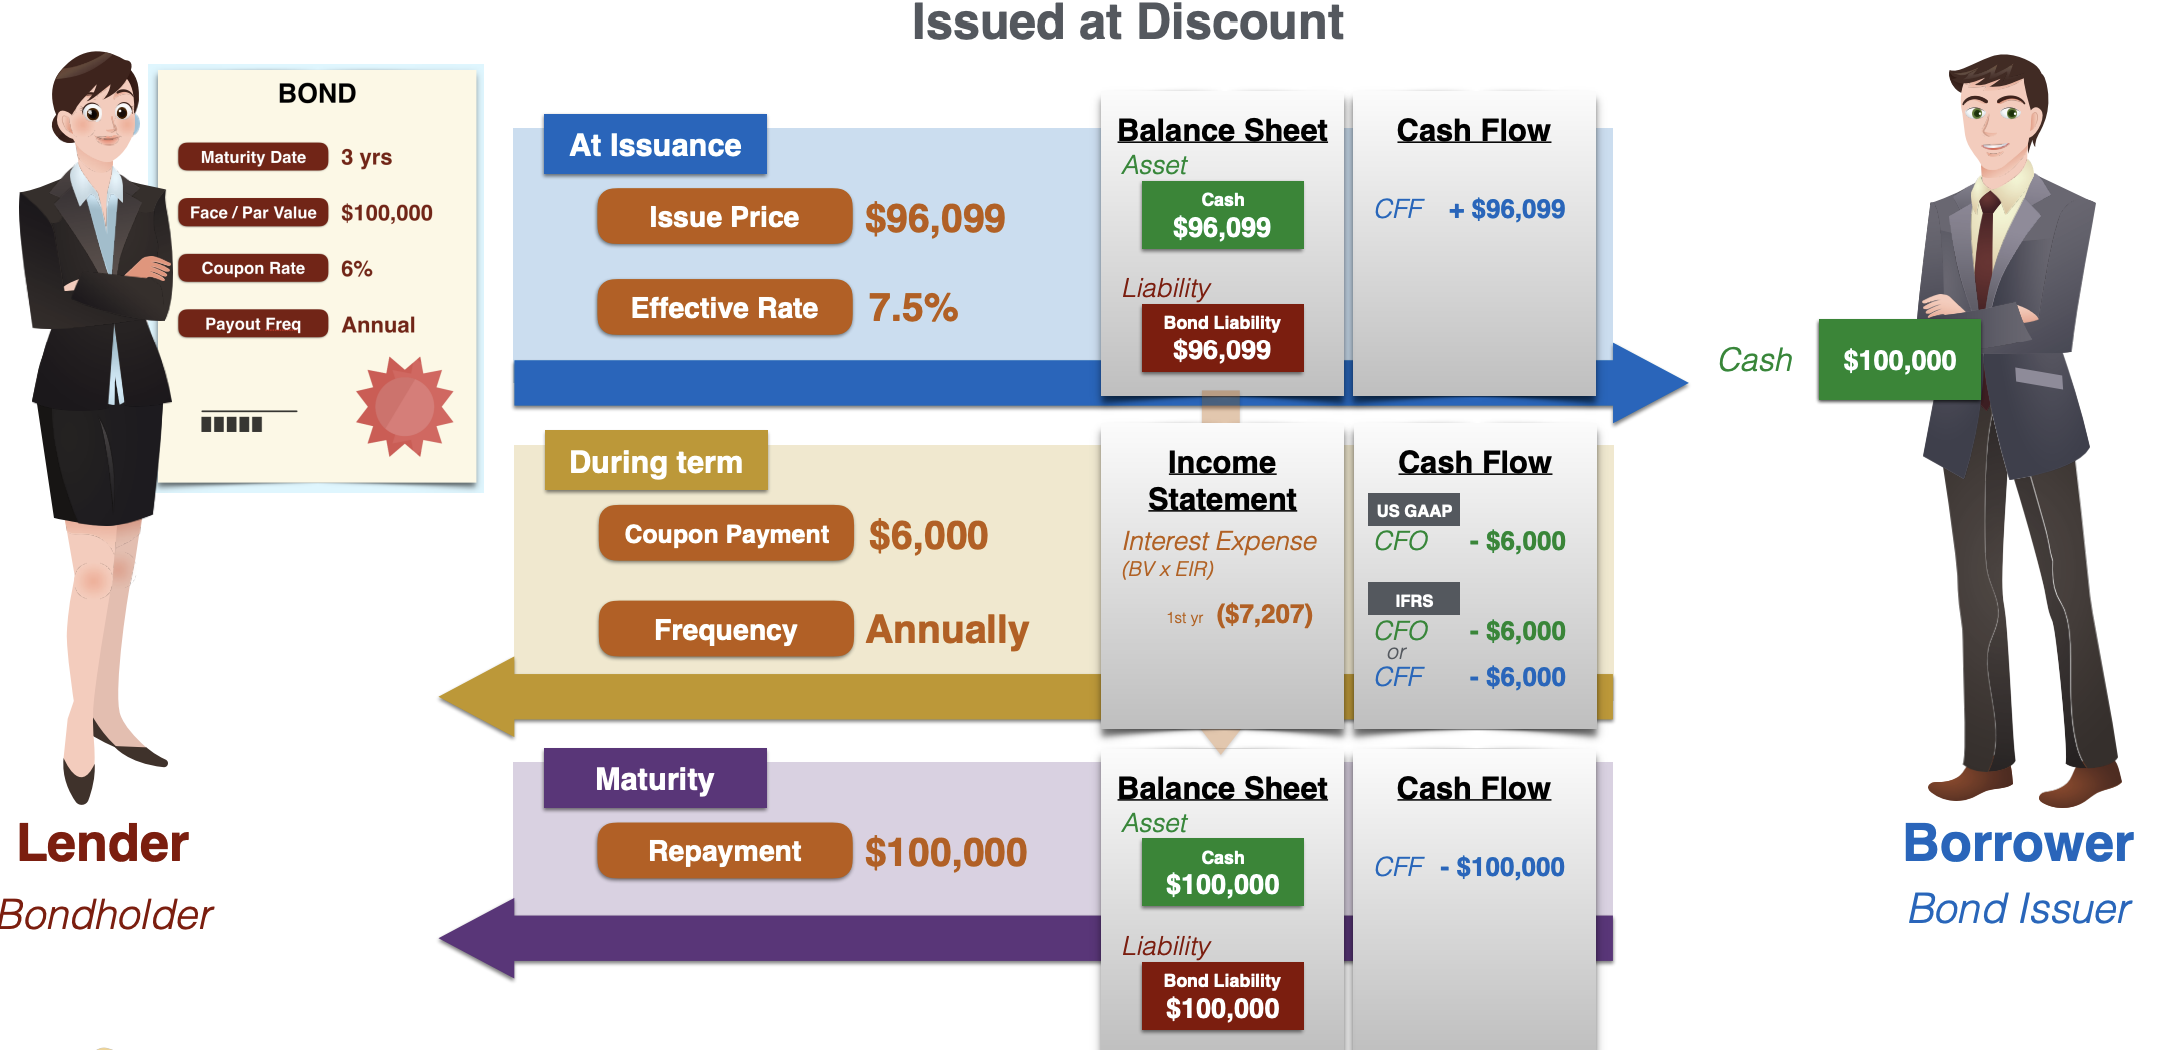 Issued at Discount
BOND
Maturity Date 3 yrs
Face / Par Value $100,000
Coupon Rate 6%
Payout Freq Annual
Lender
Bondholder
At Issuance
Issue Price $96,099
Effective Rate 7.5%
Balance Sheet
Asset
Cash
$96,099
Liability
Bond Liability
$96,099
Cash Flow
CFF + $96,099
During term
Coupon Payment $6,000
Frequency Annually
Income
Statement
Interest Expense
(BV x EIR)
1st yr ($7,207)
Cash Flow
US GAAP
CFO - $6,000
IFRS
CFO - $6,000
or
CFF - $6,000
Maturity
Repayment $100,000
Balance Sheet
Asset
Cash
$100,000
Liability
Bond Liability
$100,000
Cash Flow
CFF - $100,000
Cash $100,000
Borrower
Bond Issuer